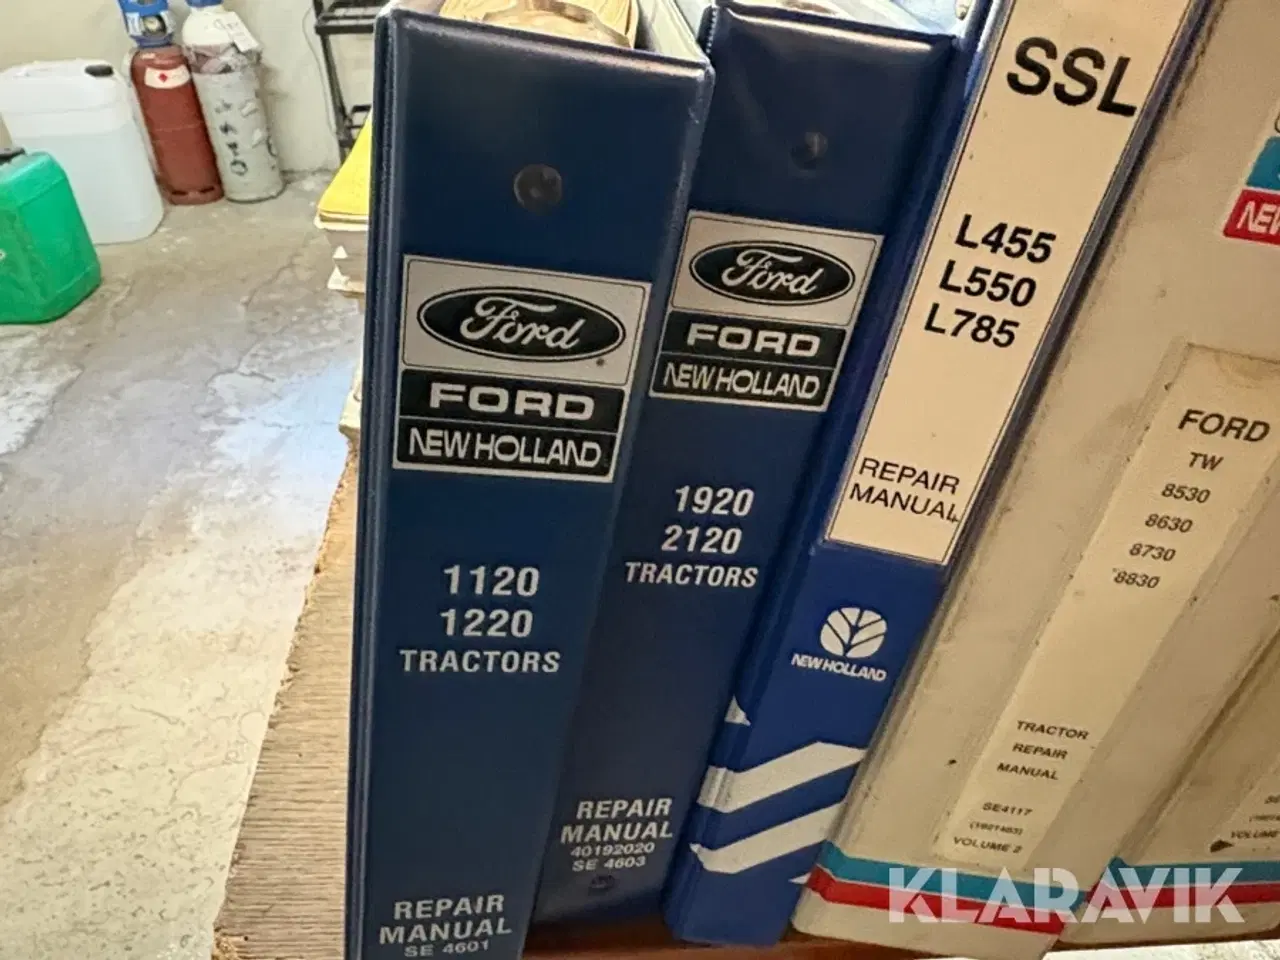 Ford
FORD
NEW HOLLAND
1120
1220
TRACTORS
REPAIR
MANUAL
SE 4601
Ford
FORD
NEW HOLLAND
1920
2120
TRACTORS
REPAIR
MANUAL
40192020
SE 4603
SSL
L455
L550
L785
REPAIR
MANUAL
NEW HOLLAND
FORD
TW
8530
8630
8730
8830
TRACTOR
REPAIR
MANUAL
SE4117
VOLUME 2
NEW
VOLUME
KLARAVIK